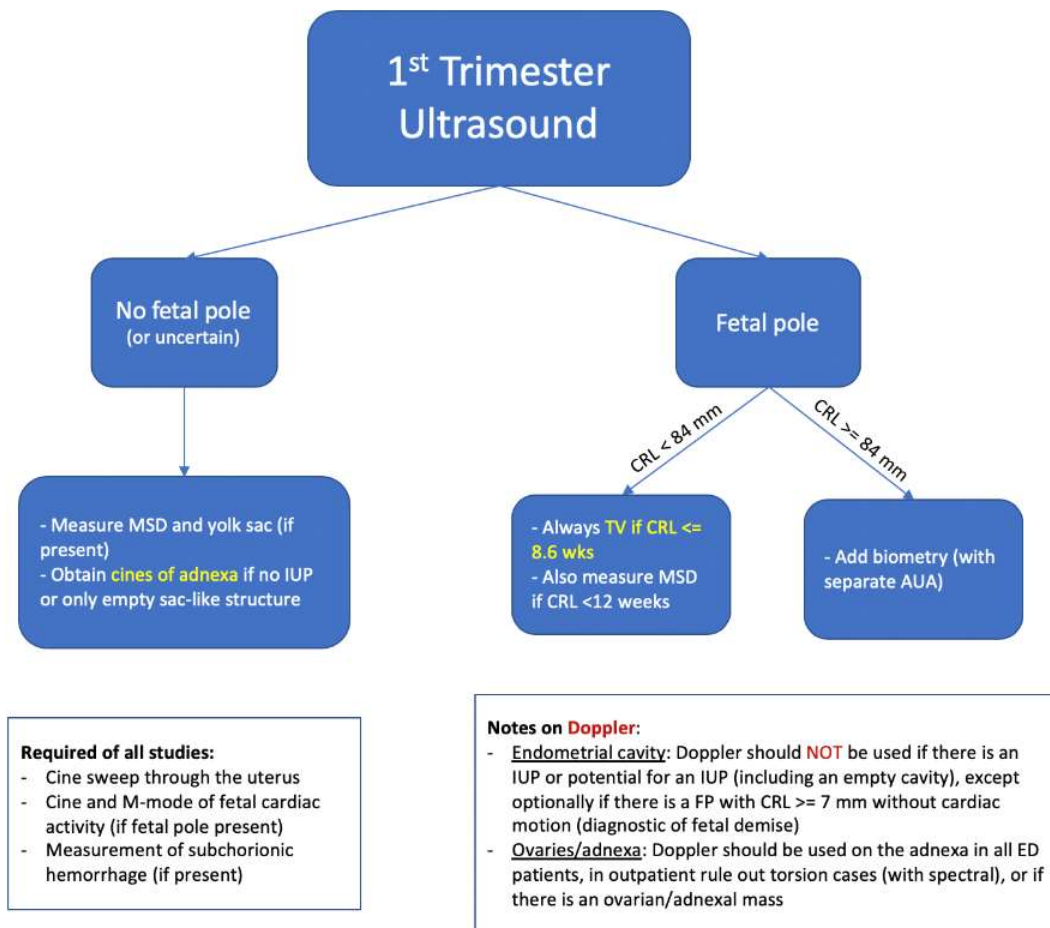 1st Trimester
Ultrasound
No fetal pole
(or uncertain)
Fetal pole
CRL < 84 mm
CRL >= 84 mm
- Measure MSD and yolk sac (if
present)
- Obtain cines of adnexa if no IUP
or only empty sac-like structure
- Always TV if CRL <=
8.6 wks
- Also measure MSD
if CRL <12 weeks
- Add biometry (with
separate AUA)
Required of all studies:
- Cine sweep through the uterus
- Cine and M-mode of fetal cardiac
activity (if fetal pole present)
- Measurement of subchorionic
hemorrhage (if present)
Notes on Doppler:
- Endometrial cavity: Doppler should NOT be used if there is an
IUP or potential for an IUP (including an empty cavity), except
optionally if there is a FP with CRL >= 7 mm without cardiac
motion (diagnostic of fetal demise)
- Ovaries/adnexa: Doppler should be used on the adnexa in all ED
patients, in outpatient rule out torsion cases (with spectral), or if
there is an ovarian/adnexal mass